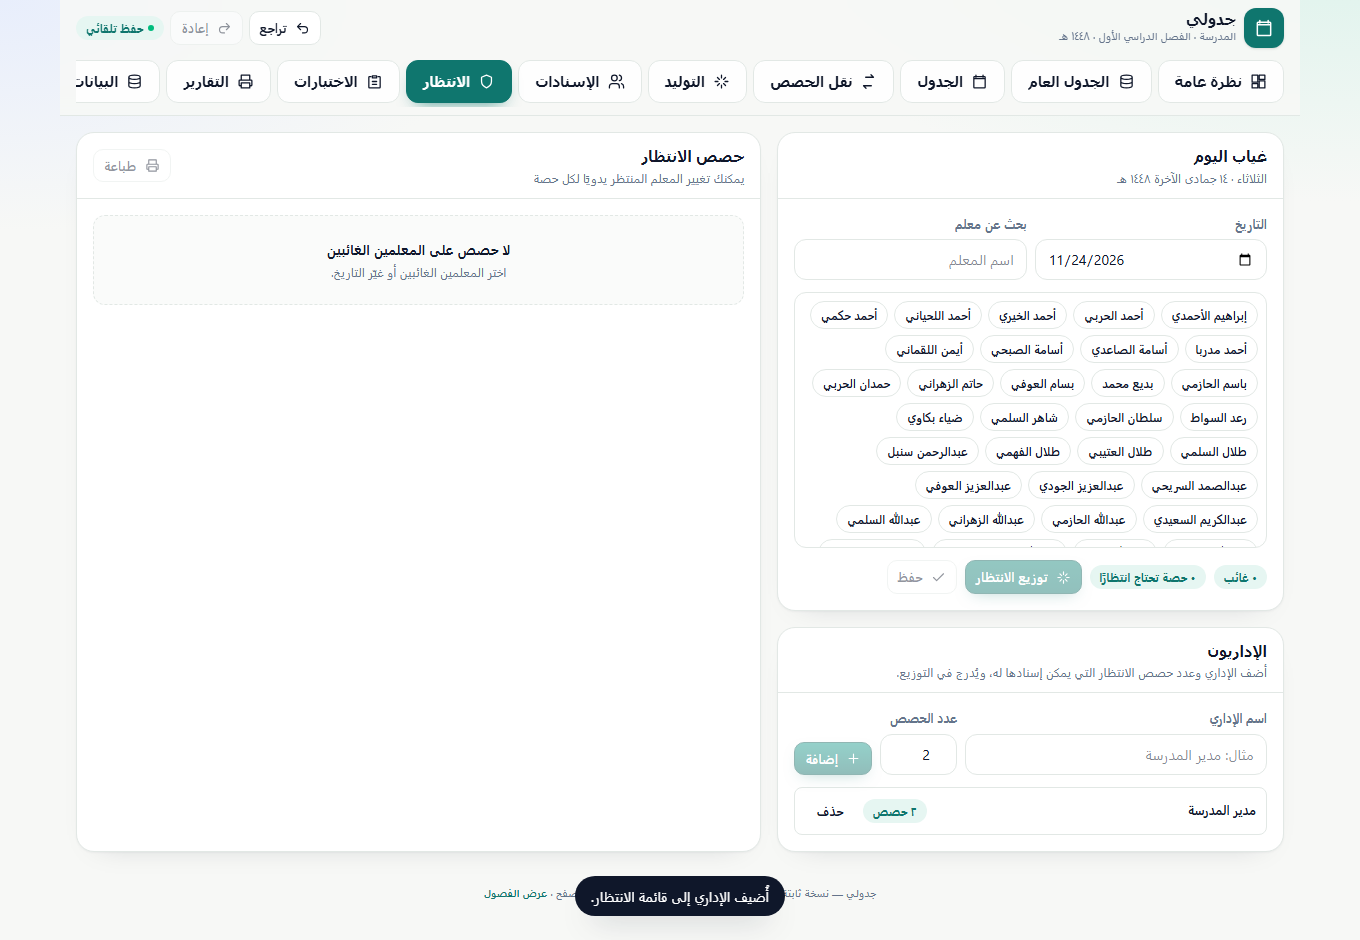 جدولي
المدرسة · الفصل الدراسي الأول · ١٤٤٨ هـ
تراجع
إعادة
حفظ تلقائي
نظرة عامة
الجدول العام
الجدول
نقل الحصص
التوليد
الإسنادات
الانتظار
الاختبارات
التقارير
البيانات
غياب اليوم
الثلاثاء · ١٤ جمادى الآخرة ١٤٤٨ هـ
التاريخ
بحث عن معلم
11/24/2026
اسم المعلم
إبراهيم الأحمدي
أحمد الحربي
أحمد الخيري
أحمد اللحياني
أحمد حكمي
أحمد مدربا
أسامة الصاعدي
أسامة الصبحي
أيمن اللقماني
باسم الحازمي
بديع محمد
بسام العوفي
حاتم الزهراني
حمدان الحربي
رعد السواط
سلطان الحازمي
شاهر السلمي
ضياء بكاوي
طلال السلمي
طلال العتيبي
طلال الفهمي
عبدالرحمن سنبل
عبدالصمد السريحي
عبدالعزيز الجودي
عبدالعزيز العوفي
عبدالكريم السعيدي
عبدالله الحازمي
عبدالله الزهراني
عبدالله السلمي
٠ غائب
٠ حصة تحتاج انتظارًا
توزيع الانتظار
حفظ
الإداريون
أضف الإداري وعدد حصص الانتظار التي يمكن إسنادها له، ويُدرج في التوزيع.
اسم الإداري
عدد الحصص
مثال: مدير المدرسة
2
إضافة
مدير المدرسة
٢ حصص
حذف
حصص الانتظار
يمكنك تغيير المعلم المنتظر يدويًا لكل حصة
طباعة
لا حصص على المعلمين الغائبين
اختر المعلمين الغائبين أو غيّر التاريخ.
جدولي — نسخة ثابتة
صفح · عرض الفصول
أُضيف الإداري إلى قائمة الانتظار.